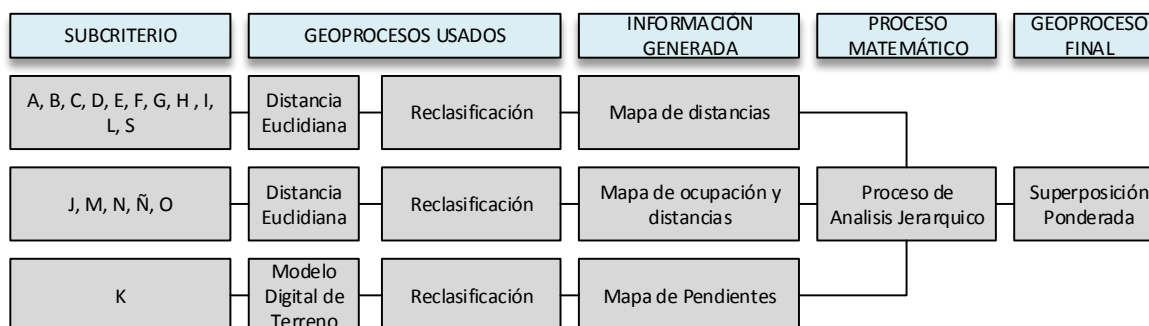 SUBCRITERIO
GEOPROCESOS USADOS
INFORMACIÓN
GENERADA
PROCESO
MATEMÁTICO
GEOPROCESO
FINAL
A, B, C, D, E, F, G, H , I,
L, S
Distancia
Euclidiana
Reclasificación
Mapa de distancias
J, M, N, Ñ, O
Distancia
Euclidiana
Reclasificación
Mapa de ocupación y
distancias
Proceso de
Analisis Jerarquico
Superposición
Ponderada
K
Modelo
Digital de
Terreno
Reclasificación
Mapa de Pendientes